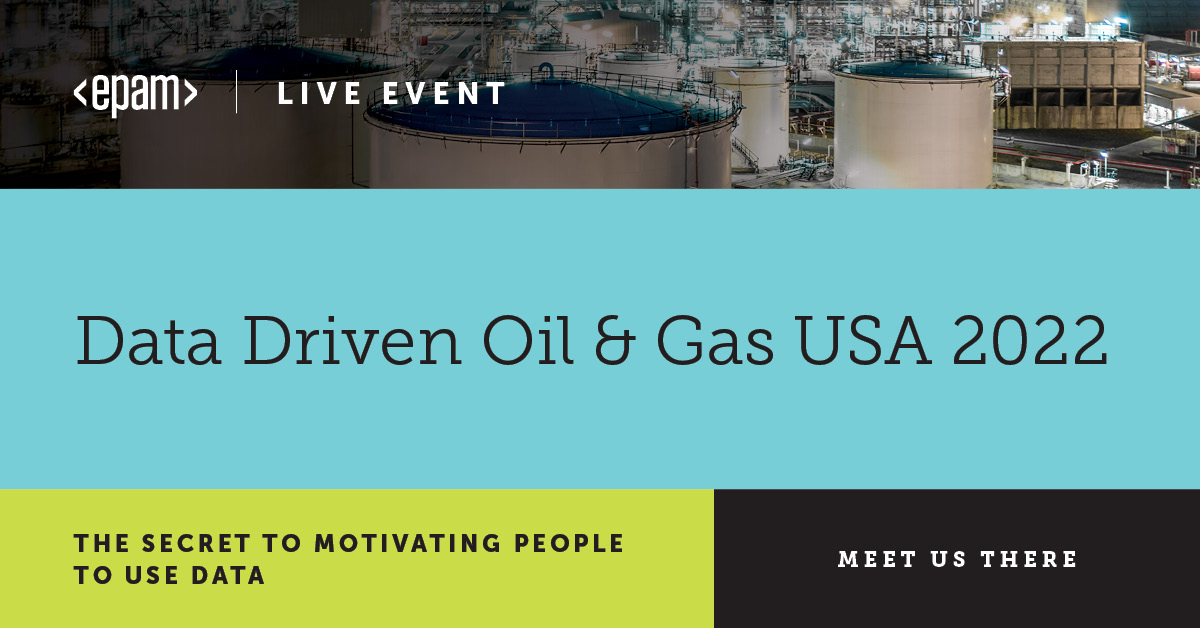 <epam>
LIVE EVENT
Data Driven Oil & Gas USA 2022
THE SECRET TO MOTIVATING PEOPLE
TO USE DATA
MEET US THERE